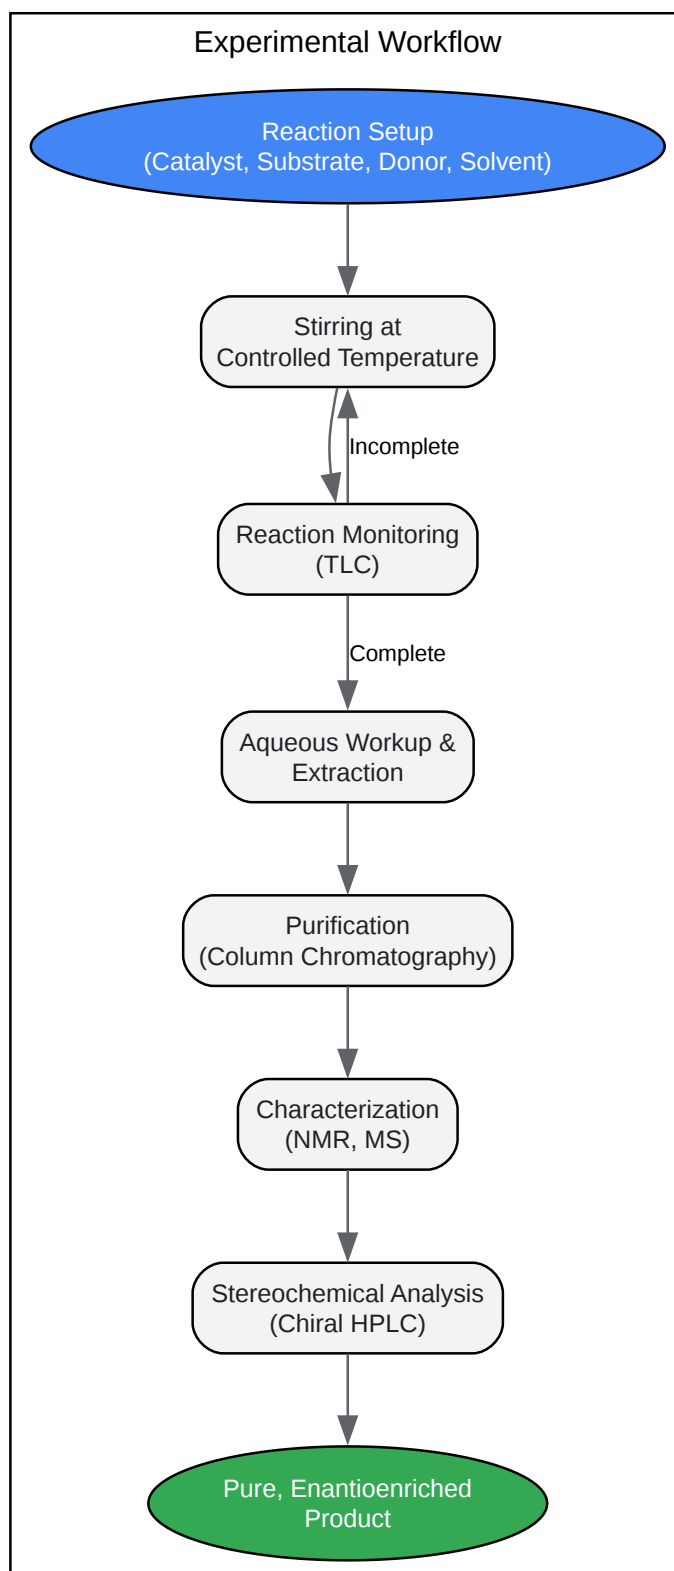 Experimental Workflow
Reaction Setup
(Catalyst, Substrate, Donor, Solvent)
Stirring at
Controlled Temperature
Incomplete
Reaction Monitoring
(TLC)
Complete
Aqueous Workup &
Extraction
Purification
(Column Chromatography)
Characterization
(NMR, MS)
Stereochemical Analysis
(Chiral HPLC)
Pure, Enantioenriched
Product